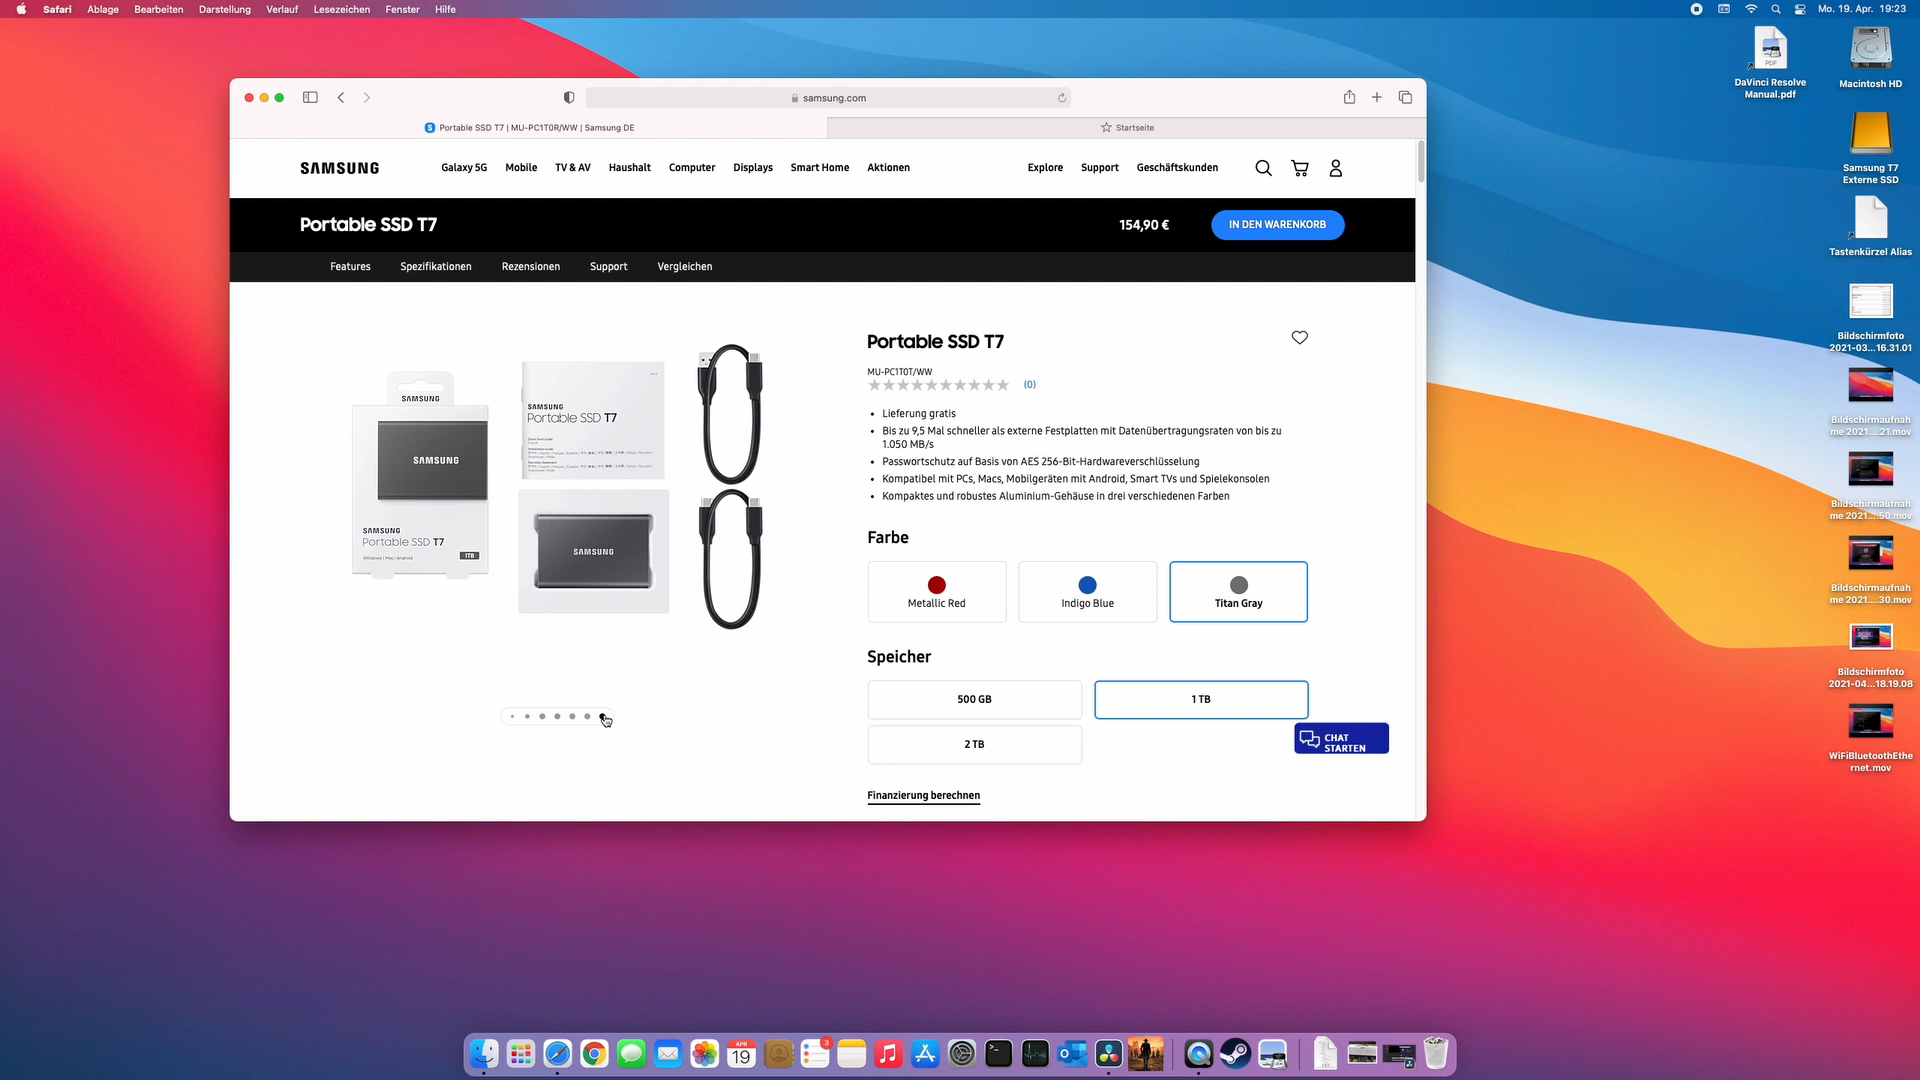 Safari Ablage Bearbeiten Darstellung Verlauf Lesezeichen Fenster Hilfe
Mo. 19. Apr. 19:23
samsung.com
S Portable SSD T7 | MU-PC1T0R/WW | Samsung DE
Startseite
SAMSUNG
Galaxy 5G Mobile TV & AV Haushalt Computer Displays Smart Home Aktionen
Explore Support Geschäftskunden
Portable SSD T7
154,90 €
IN DEN WARENKORB
Features Spezifikationen Rezensionen Support Vergleichen
SAMSUNG
SAMSUNG
SAMSUNG
Portable SSD T7
Windows | Mac | Android
1TB
SAMSUNG
Portable SSD T7
SAMSUNG
Portable SSD T7
MU-PC1T0T/WW
(0)
• Lieferung gratis
• Bis zu 9,5 Mal schneller als externe Festplatten mit Datenübertragungsraten von bis zu
1.050 MB/s
• Passwortschutz auf Basis von AES 256-Bit-Hardwareverschlüsselung
• Kompatibel mit PCs, Macs, Mobilgeräten mit Android, Smart TVs und Spielekonsolen
• Kompaktes und robustes Aluminium-Gehäuse in drei verschiedenen Farben
Farbe
Metallic Red
Indigo Blue
Titan Gray
Speicher
500 GB
1 TB
2 TB
CHAT
STARTEN
Finanzierung berechnen
PDF
DaVinci Resolve
Manual.pdf
Macintosh HD
Samsung T7
Externe SSD
Tastenkürzel Alias
Bildschirmfoto
2021-03...16.31.01
Bildschirmaufnah
me 2021....21.mov
Bildschirmaufnah
me 2021....50.mov
Bildschirmaufnah
me 2021....30.mov
Bildschirmfoto
2021-04...18.19.08
WiFiBluetoothEthe
rnet.mov
APR
19
3